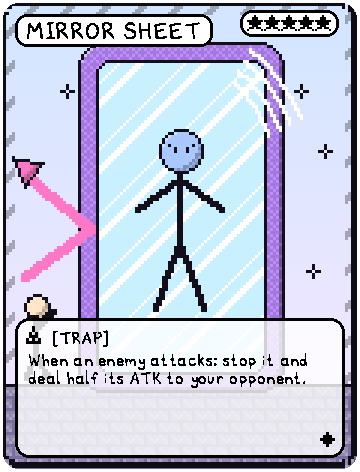 MIRROR SHEET
★★★★★
[TRAP]
When an enemy attacks: stop it and
deal half its ATK to your opponent.